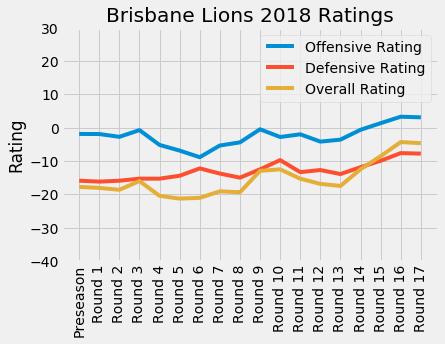 Brisbane Lions 2018 Ratings
Offensive Rating
Defensive Rating
Overall Rating
Rating
30
20
10
0
−10
−20
−30
−40
Preseason
Round 1
Round 2
Round 3
Round 4
Round 5
Round 6
Round 7
Round 8
Round 9
Round 10
Round 11
Round 12
Round 13
Round 14
Round 15
Round 16
Round 17